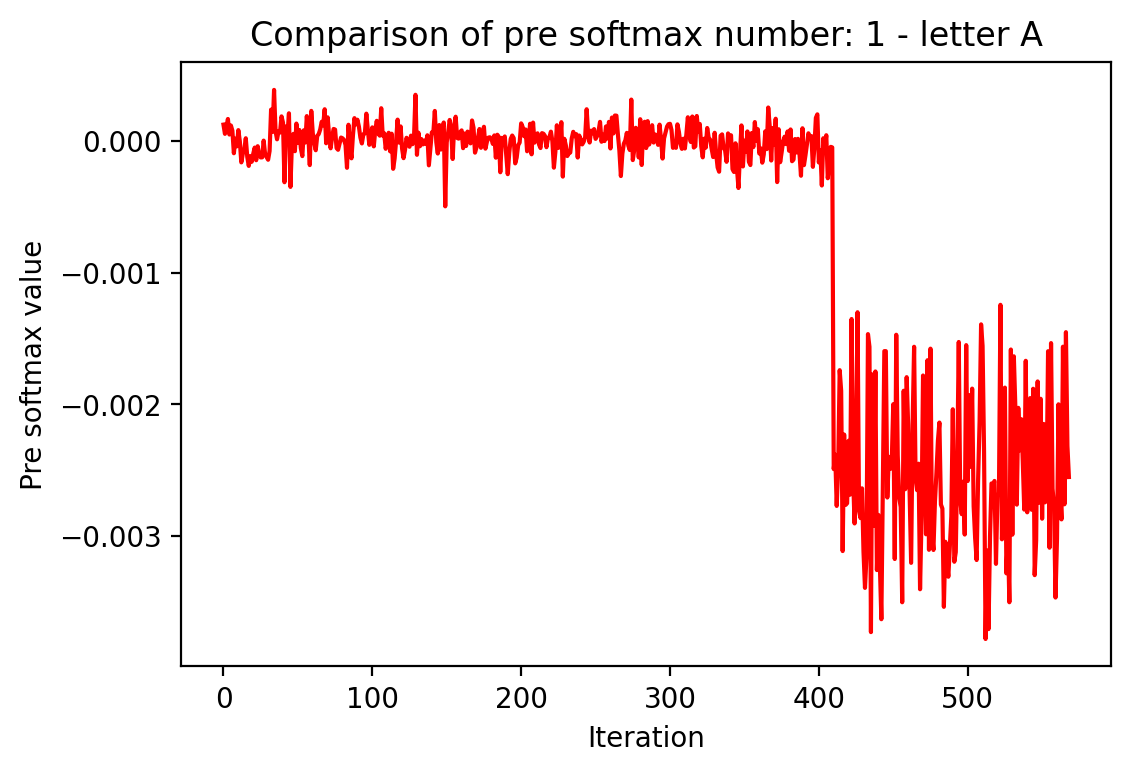 Comparison of pre softmax number: 1 - letter A
Pre softmax value
0.000
−0.001
−0.002
−0.003
0 100 200 300 400 500
Iteration